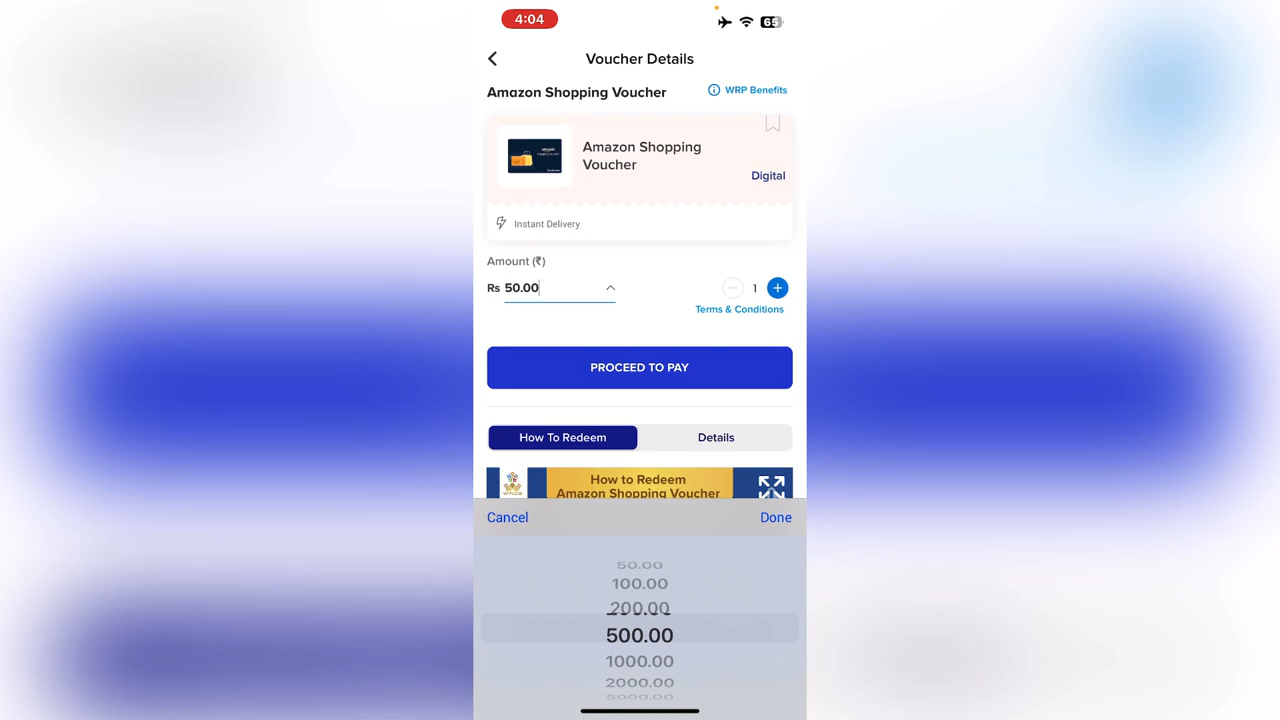 4:04
65
Voucher Details
Amazon Shopping Voucher
WRP Benefits
Amazon Shopping
Voucher
Digital
Instant Delivery
Amount (₹)
Rs 50.00
1
Terms & Conditions
PROCEED TO PAY
How To Redeem
Details
How to Redeem
Amazon Shopping Voucher
Cancel
Done
50.00
100.00
200.00
500.00
1000.00
2000.00
5000.00